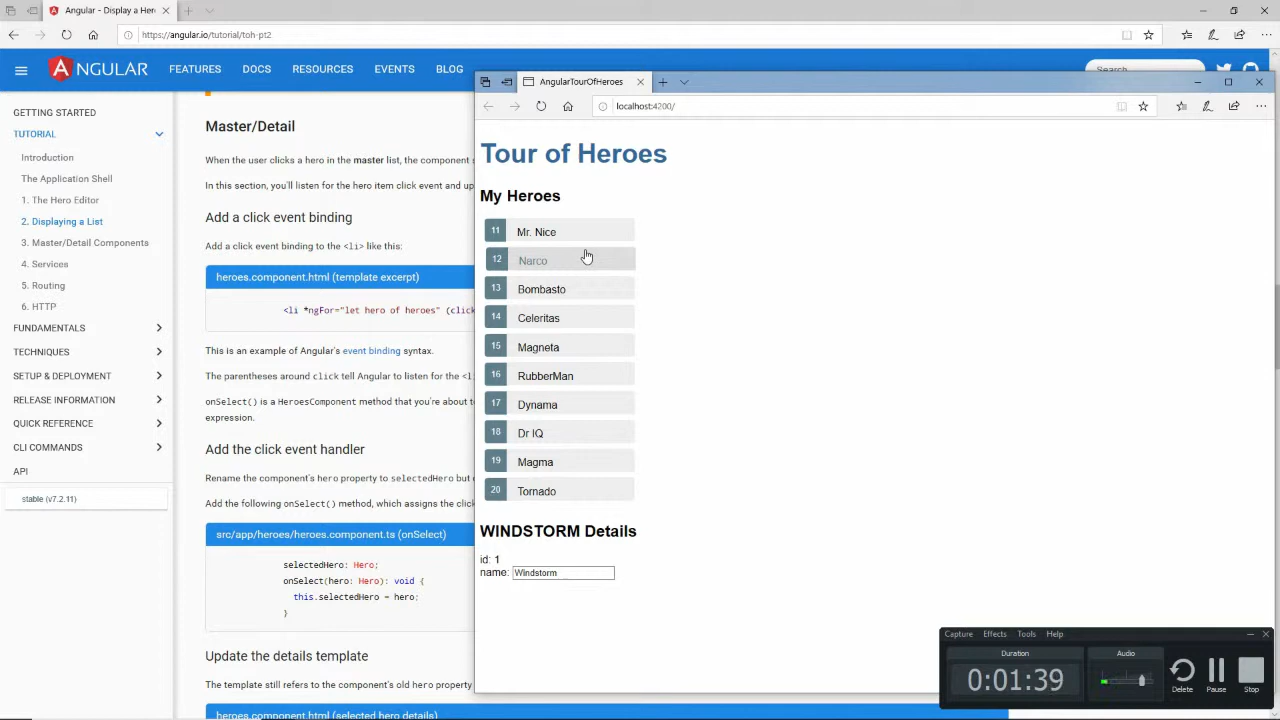 Angular - Display a Her
https://angular.io/tutorial/toh-pt2
ANGULAR
FEATURES
DOCS
RESOURCES
EVENTS
BLOG
Search
GETTING STARTED
TUTORIAL
Introduction
The Application Shell
1. The Hero Editor
2. Displaying a List
3. Master/Detail Components
4. Services
5. Routing
6. HTTP
FUNDAMENTALS
TECHNIQUES
SETUP & DEPLOYMENT
RELEASE INFORMATION
QUICK REFERENCE
CLI COMMANDS
API
stable (v7.2.11)
Master/Detail
When the user clicks a hero in the master list, the component s
In this section, you'll listen for the hero item click event and up
Add a click event binding
Add a click event binding to the <li> like this:
heroes.component.html (template excerpt)
<li *ngFor="let hero of heroes" (click
This is an example of Angular's event binding syntax.
The parentheses around click tell Angular to listen for the <l
onSelect() is a HeroesComponent method that you're about to
expression.
Add the click event handler
Rename the component's hero property to selectedHero but d
Add the following onSelect() method, which assigns the click
src/app/heroes/heroes.component.ts (onSelect)
selectedHero: Hero;
onSelect(hero: Hero): void {
this.selectedHero = hero;
}
Update the details template
The template still refers to the component's old hero property
heroes.component.html (selected hero details)
AngularTourOfHeroes
localhost:4200/
Tour of Heroes
My Heroes
11 Mr. Nice
12 Narco
13 Bombasto
14 Celeritas
15 Magneta
16 RubberMan
17 Dynama
18 Dr IQ
19 Magma
20 Tornado
WINDSTORM Details
id: 1
name: Windstorm
Capture Effects Tools Help
Duration
0:01:39
Audio
Delete
Pause
Stop